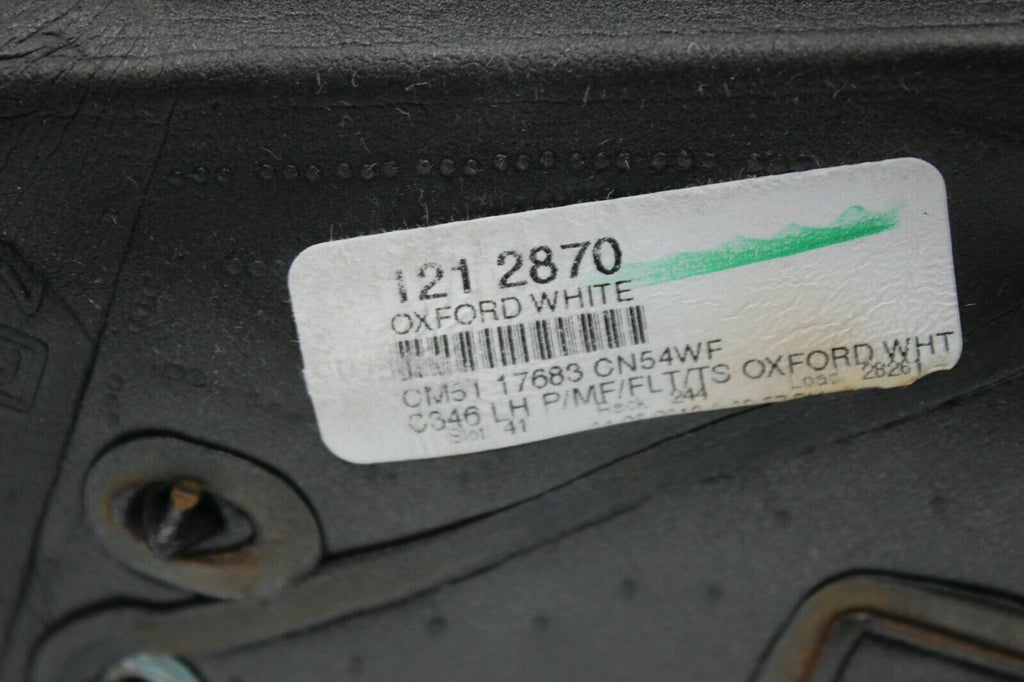 121 2870
OXFORD WHITE
CM51 17683 CN54WF
C346 LH P/MF/FLT/TS OXFORD WHT
Slot 41 Rack 244 Load 28261